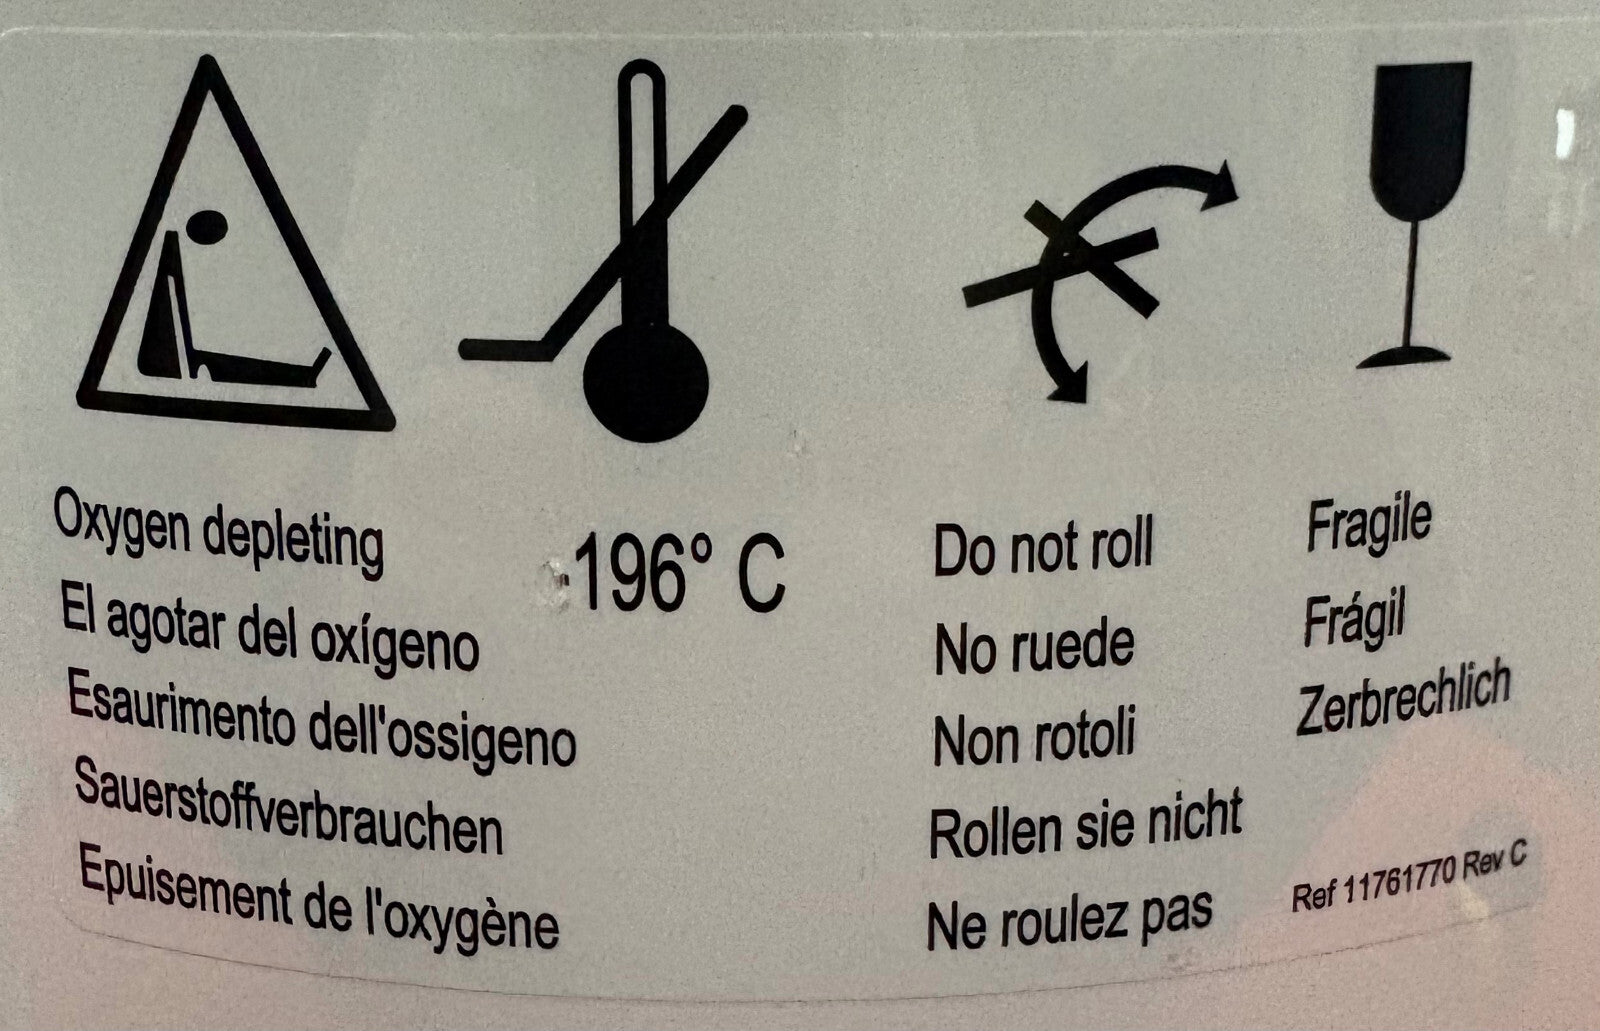 Oxygen depleting
El agotar del oxígeno
Esaurimento dell'ossigeno
Sauerstoffverbrauchen
Epuisement de l'oxygène
-196° C
Do not roll
No ruede
Non rotoli
Rollen sie nicht
Ne roulez pas
Fragile
Frágil
Zerbrechlich
Ref 11761770 Rev C